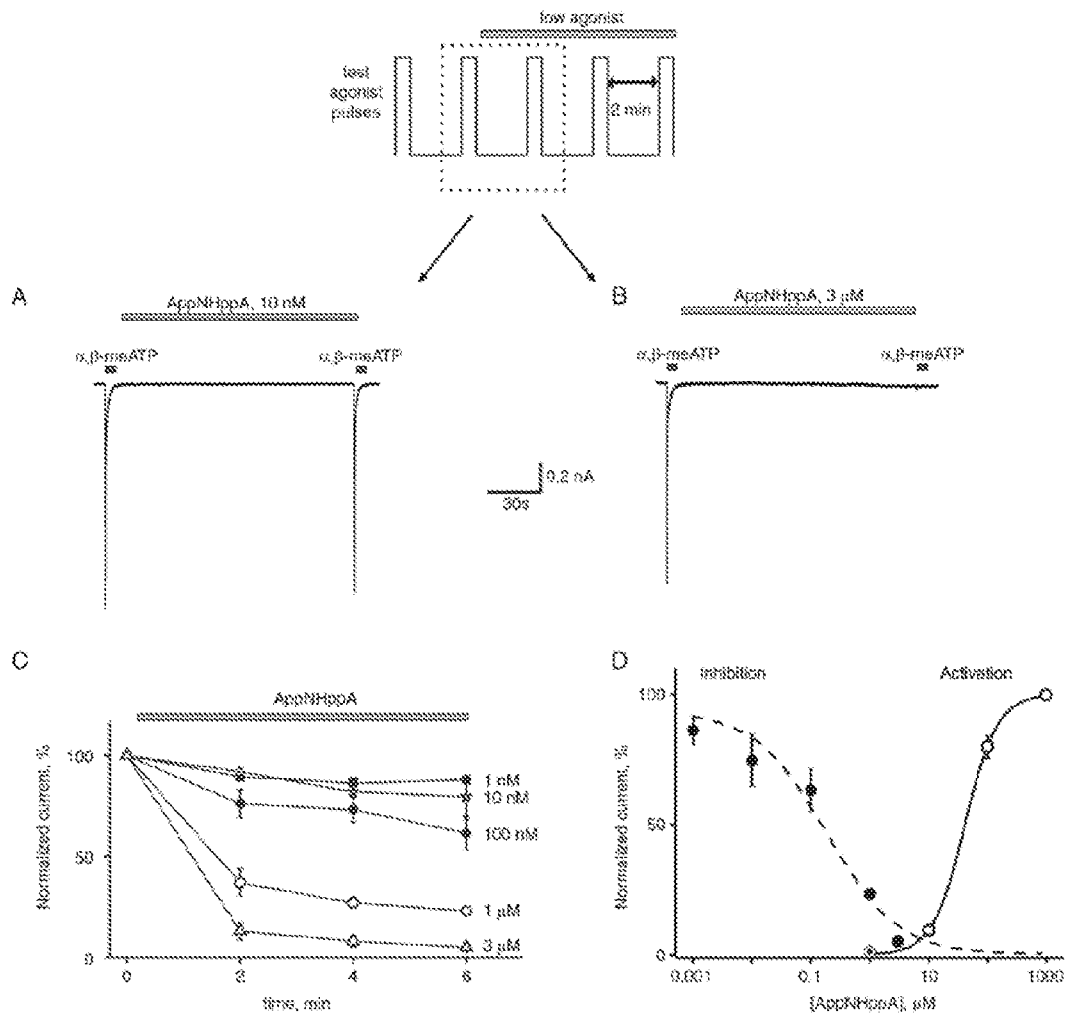 low agonist
test
agonist
pulses
2 min
A
AppNHppA, 10 nM
α,β-meATP
α,β-meATP
B
AppNHppA, 3 μM
α,β-meATP
α,β-meATP
0.2 nA
30s
C
AppNHppA
Normalized current, %
100
50
0
1 nM
10 nM
100 nM
1 μM
3 μM
0
2
4
6
time, min
D
Inhibition
Activation
Normalized current, %
100
50
0
0.001
0.1
10
1000
[AppNHppA], μM